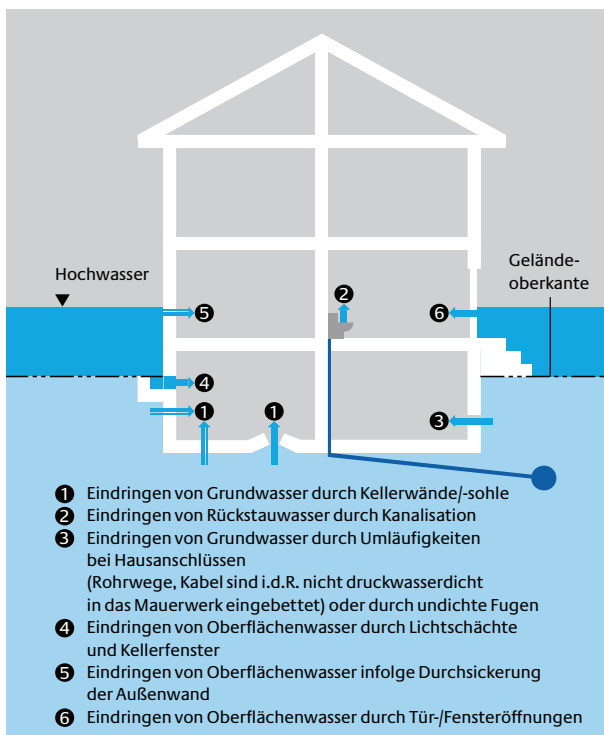 Hochwasser
Gelände-
oberkante
2
5
6
4
1
1
3
1 Eindringen von Grundwasser durch Kellerwände/-sohle
2 Eindringen von Rückstauwasser durch Kanalisation
3 Eindringen von Grundwasser durch Umläufigkeiten
bei Hausanschlüssen
(Rohrwege, Kabel sind i.d.R. nicht druckwasserdicht
in das Mauerwerk eingebettet) oder durch undichte Fugen
4 Eindringen von Oberflächenwasser durch Lichtschächte
und Kellerfenster
5 Eindringen von Oberflächenwasser infolge Durchsickerung
der Außenwand
6 Eindringen von Oberflächenwasser durch Tür-/Fensteröffnungen